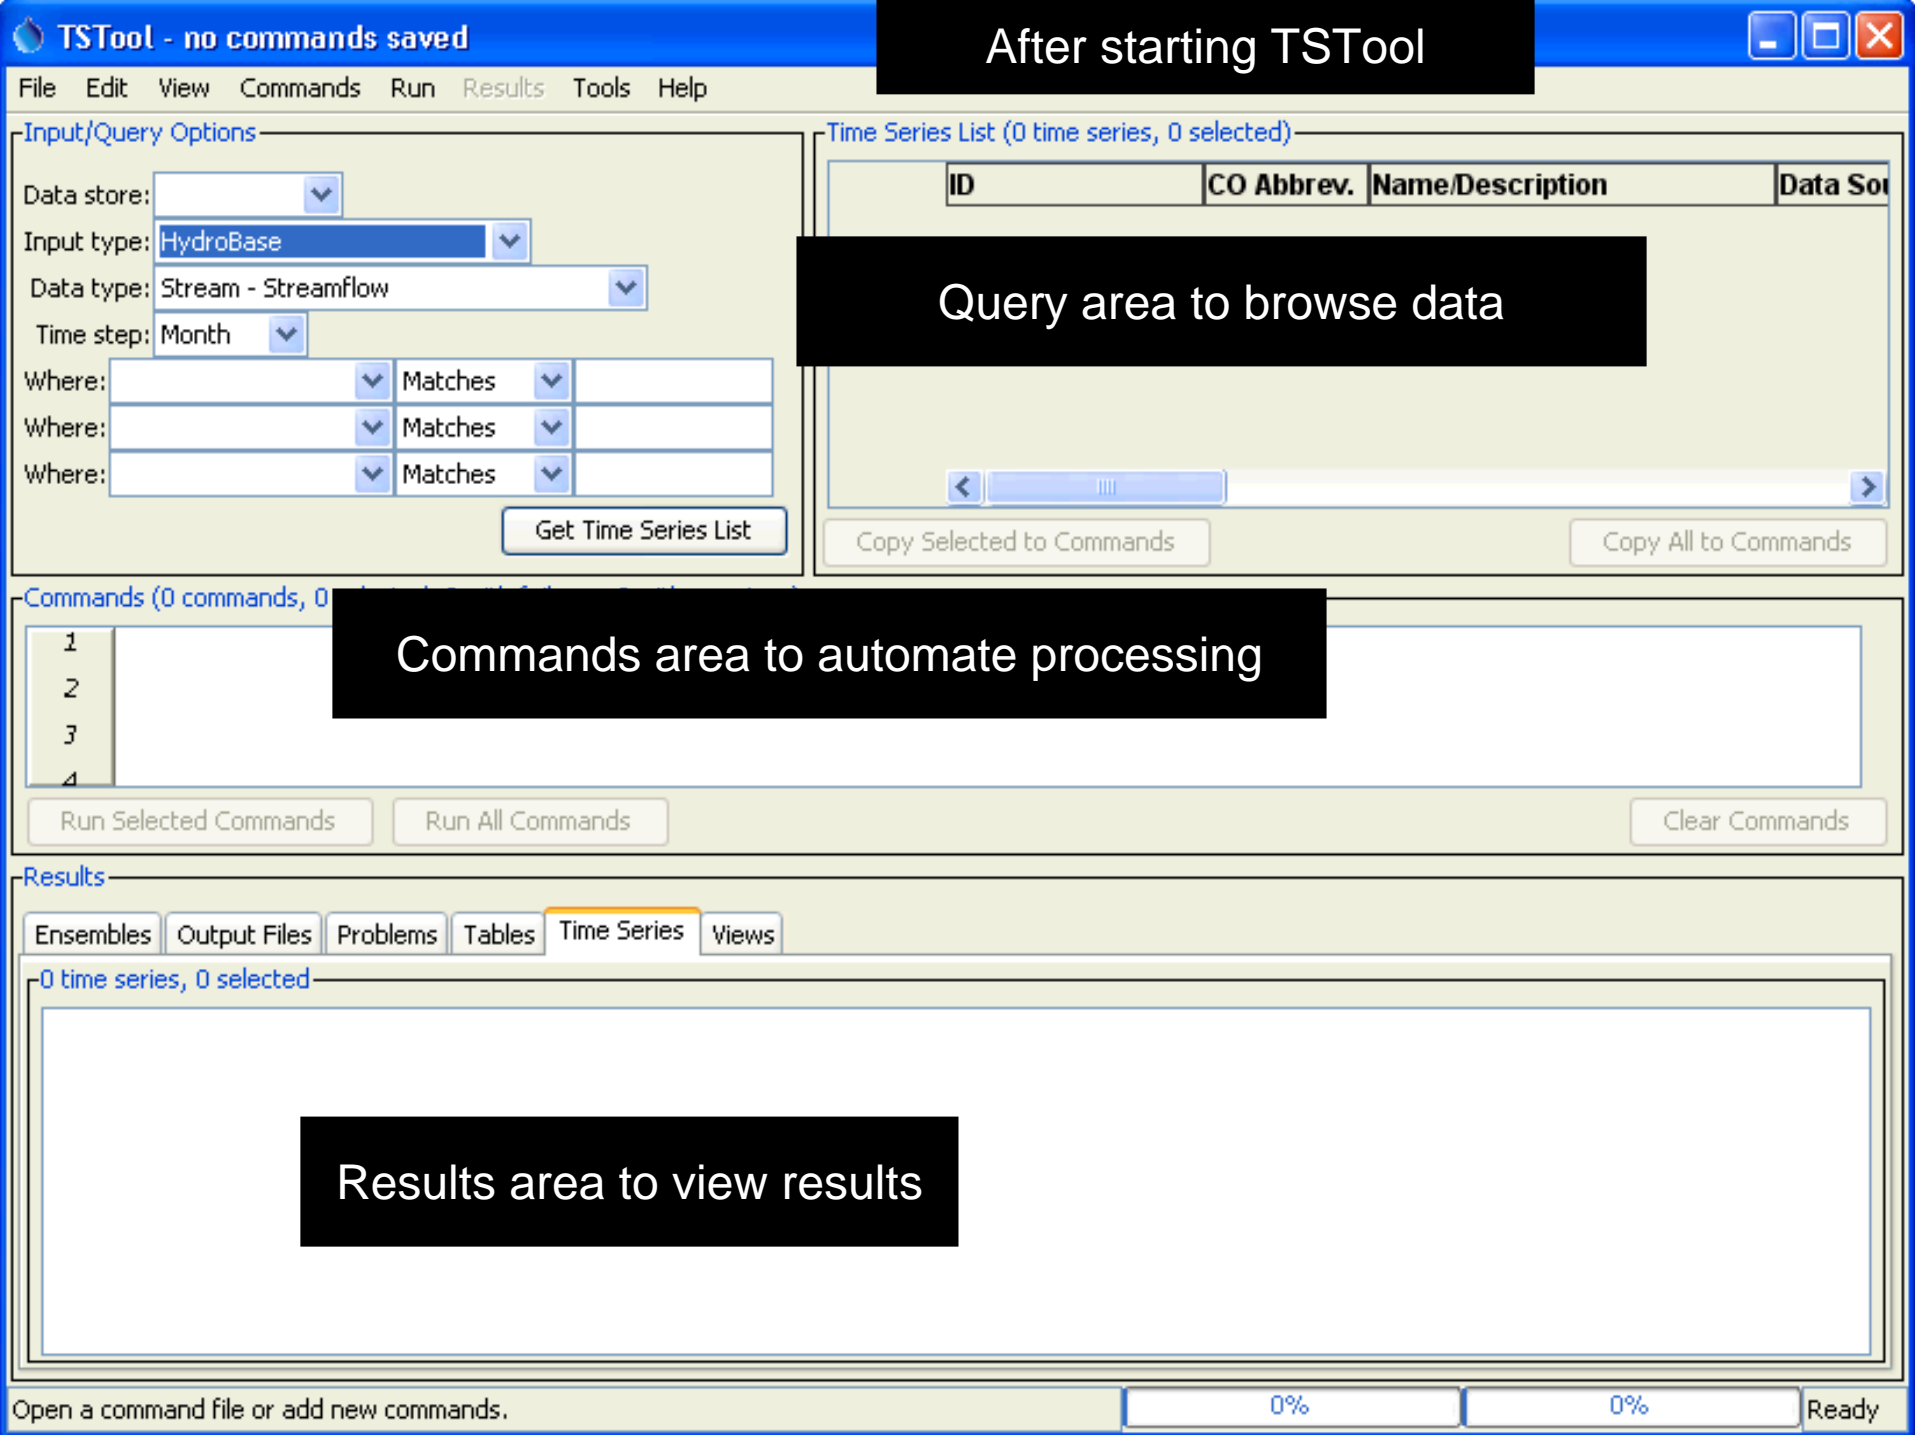 TSTool - no commands saved
After starting TSTool
File Edit View Commands Run Results Tools Help
Input/Query Options
Data store:
Input type: HydroBase
Data type: Stream - Streamflow
Time step: Month
Where: Matches
Where: Matches
Where: Matches
Get Time Series List
Time Series List (0 time series, 0 selected)
ID CO Abbrev. Name/Description Data Sou
Query area to browse data
Copy Selected to Commands Copy All to Commands
Commands (0 commands, 0
1
2
3
4
Commands area to automate processing
Run Selected Commands Run All Commands Clear Commands
Results
Ensembles Output Files Problems Tables Time Series Views
0 time series, 0 selected
Results area to view results
Open a command file or add new commands. 0% 0% Ready